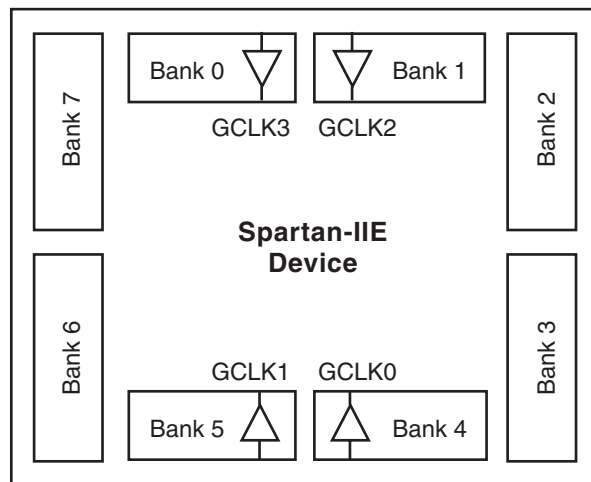 Bank 0
Bank 1
GCLK3
GCLK2
Bank 7
Bank 2
Spartan-IIE
Device
Bank 6
Bank 3
GCLK1
GCLK0
Bank 5
Bank 4